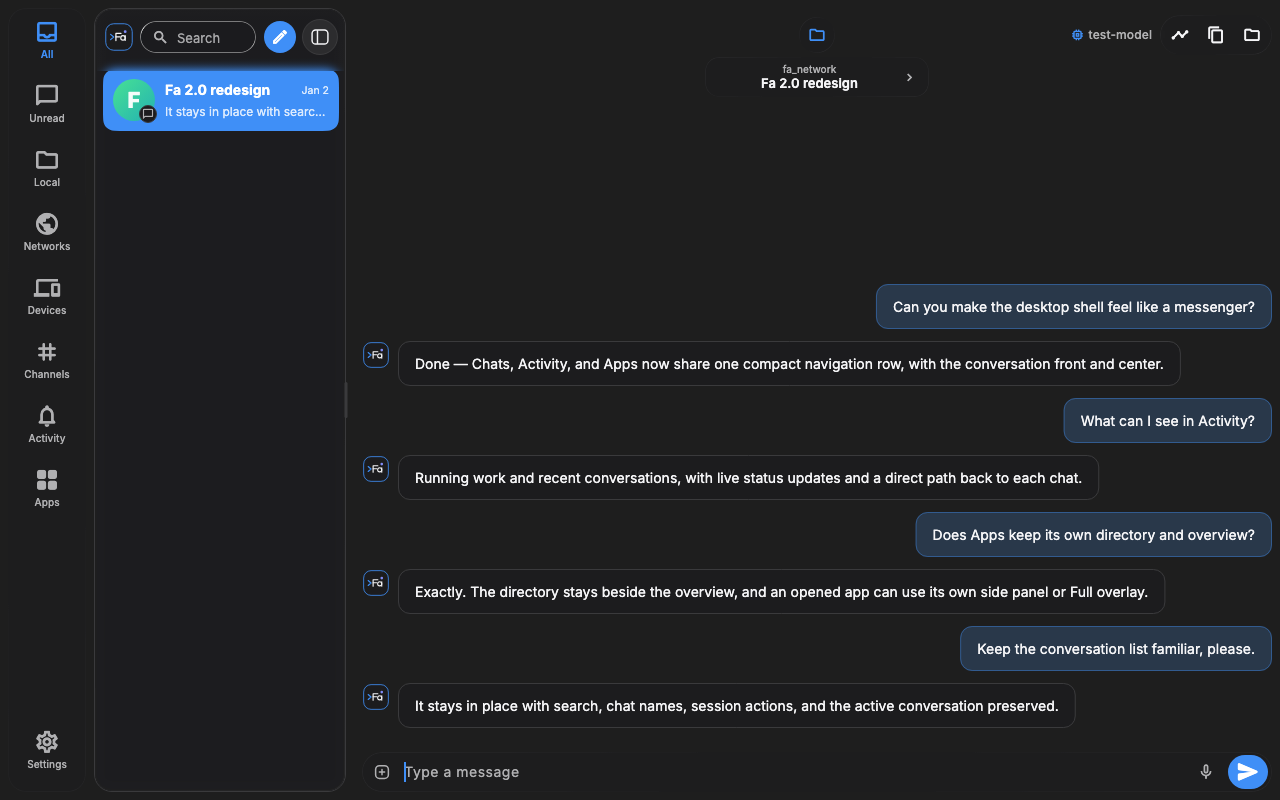 All
Unread
Local
Networks
Devices
Channels
Activity
Apps
Settings
>Fa
Search
F
Fa 2.0 redesign
Jan 2
It stays in place with searc...
test-model
fa_network
Fa 2.0 redesign
Can you make the desktop shell feel like a messenger?
>Fa
Done — Chats, Activity, and Apps now share one compact navigation row, with the conversation front and center.
What can I see in Activity?
>Fa
Running work and recent conversations, with live status updates and a direct path back to each chat.
Does Apps keep its own directory and overview?
>Fa
Exactly. The directory stays beside the overview, and an opened app can use its own side panel or Full overlay.
Keep the conversation list familiar, please.
>Fa
It stays in place with search, chat names, session actions, and the active conversation preserved.
Type a message